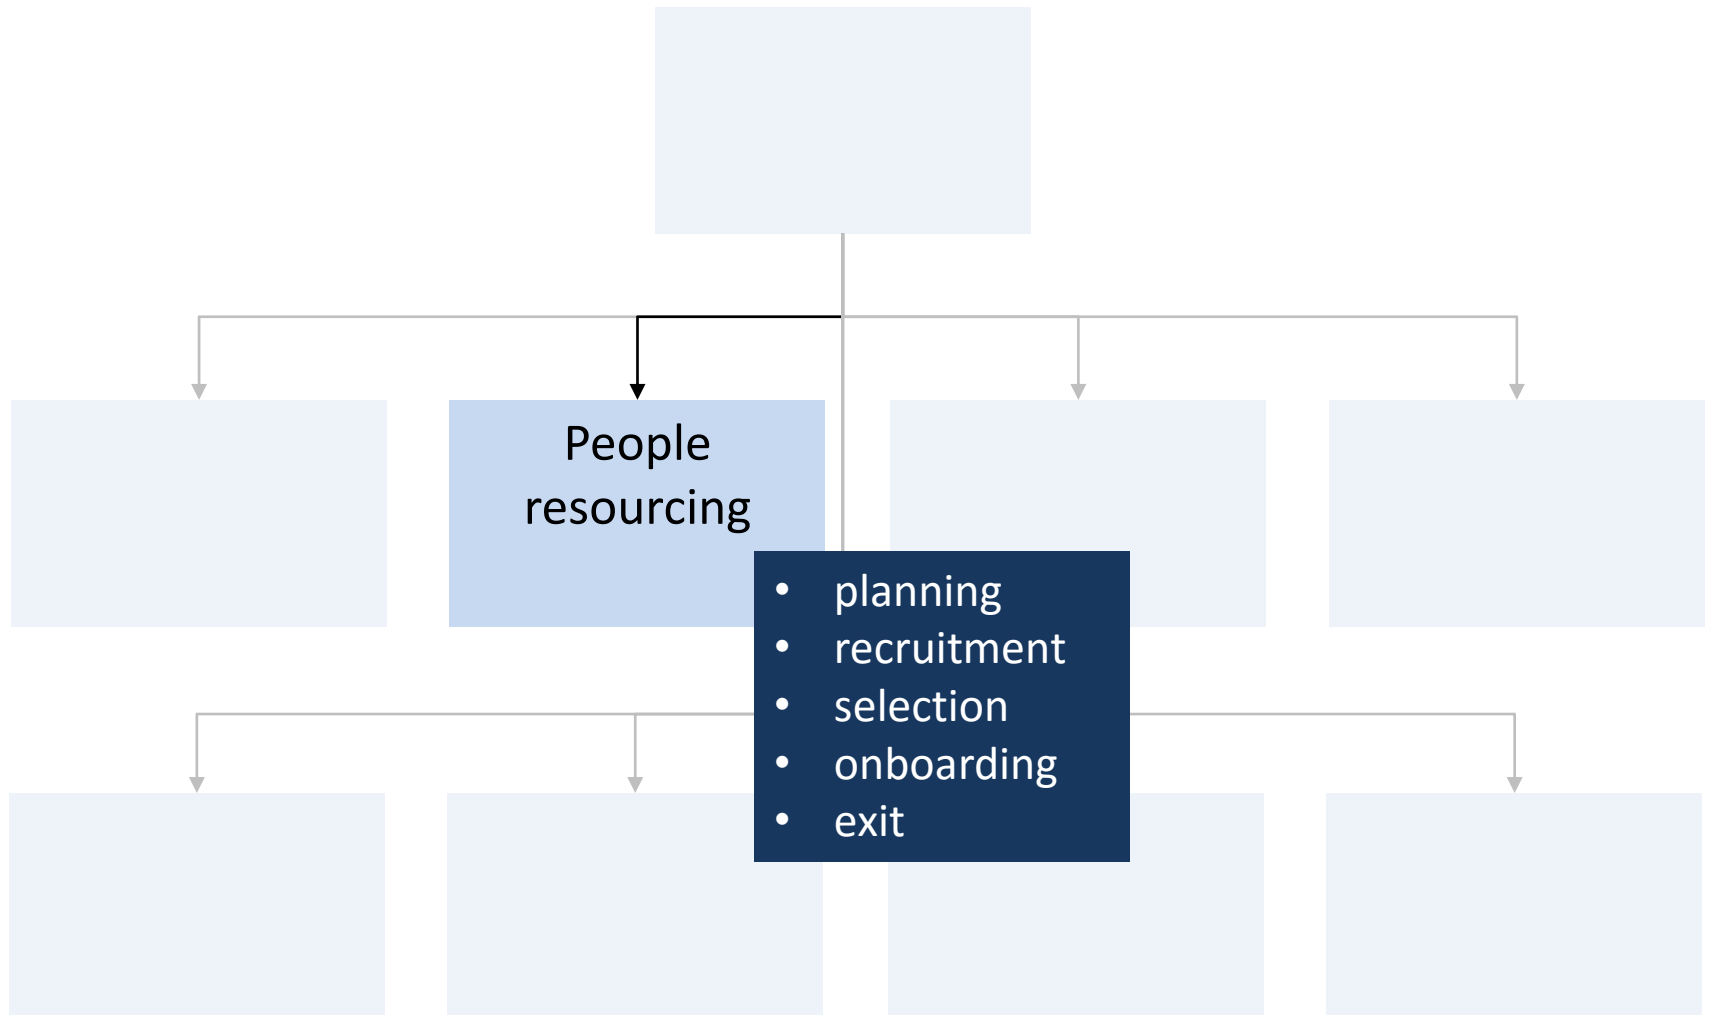 People
resourcing
• planning
• recruitment
• selection
• onboarding
• exit